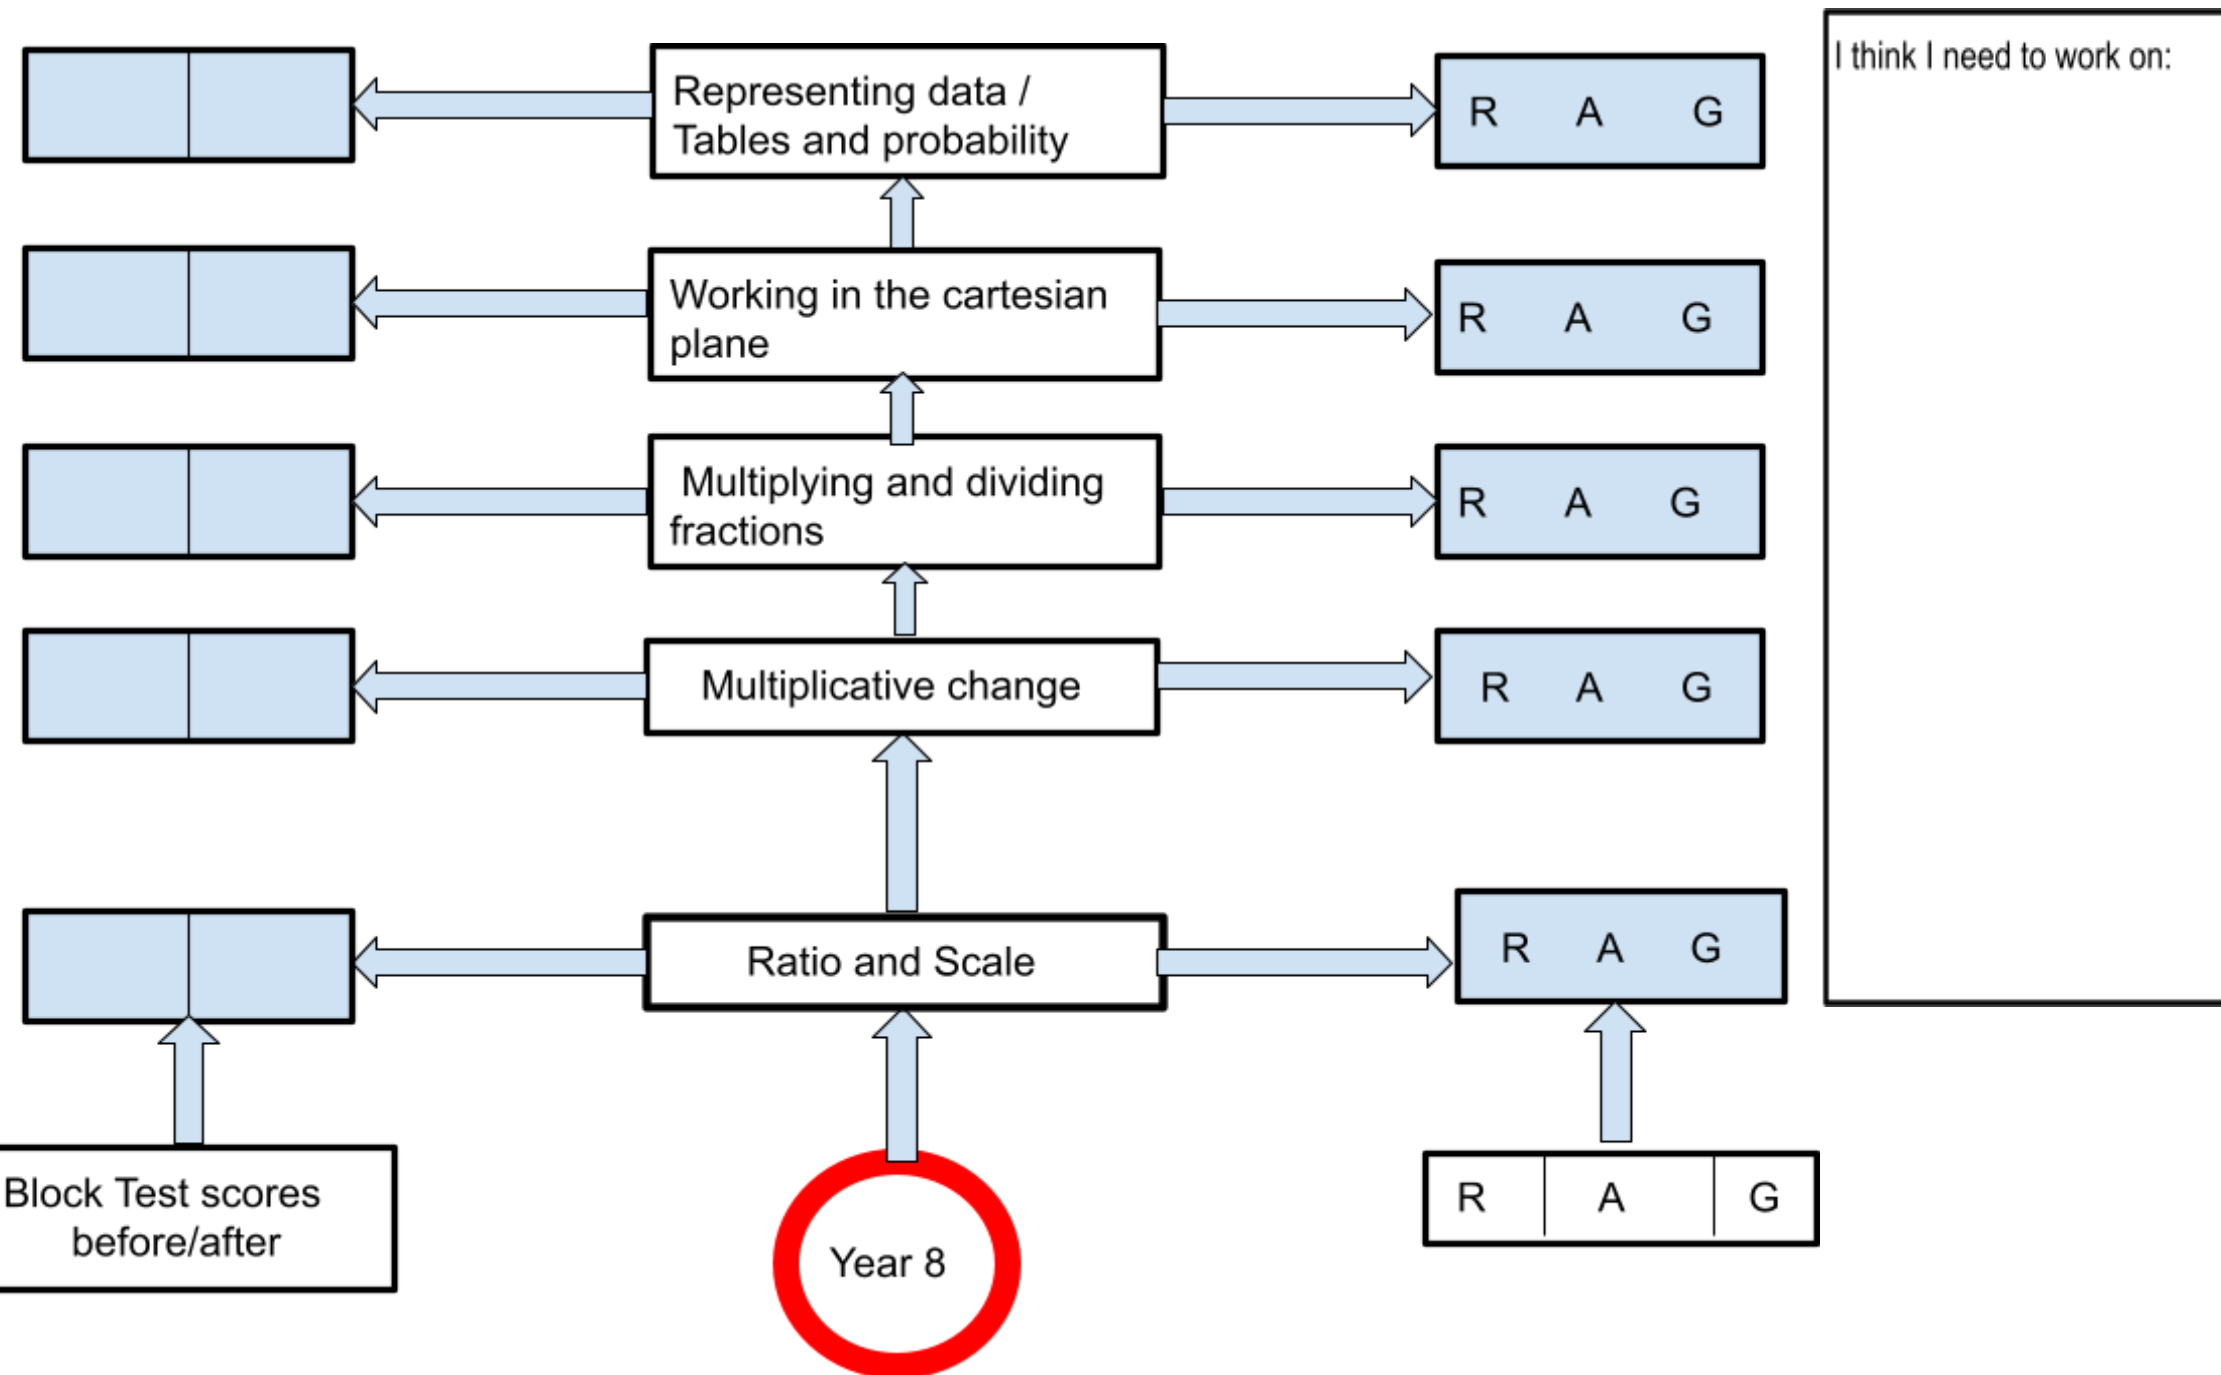 Representing data /
Tables and probability
R A G
I think I need to work on:
Working in the cartesian
plane
R A G
Multiplying and dividing
fractions
R A G
Multiplicative change
R A G
Ratio and Scale
R A G
Block Test scores
before/after
Year 8
R A G